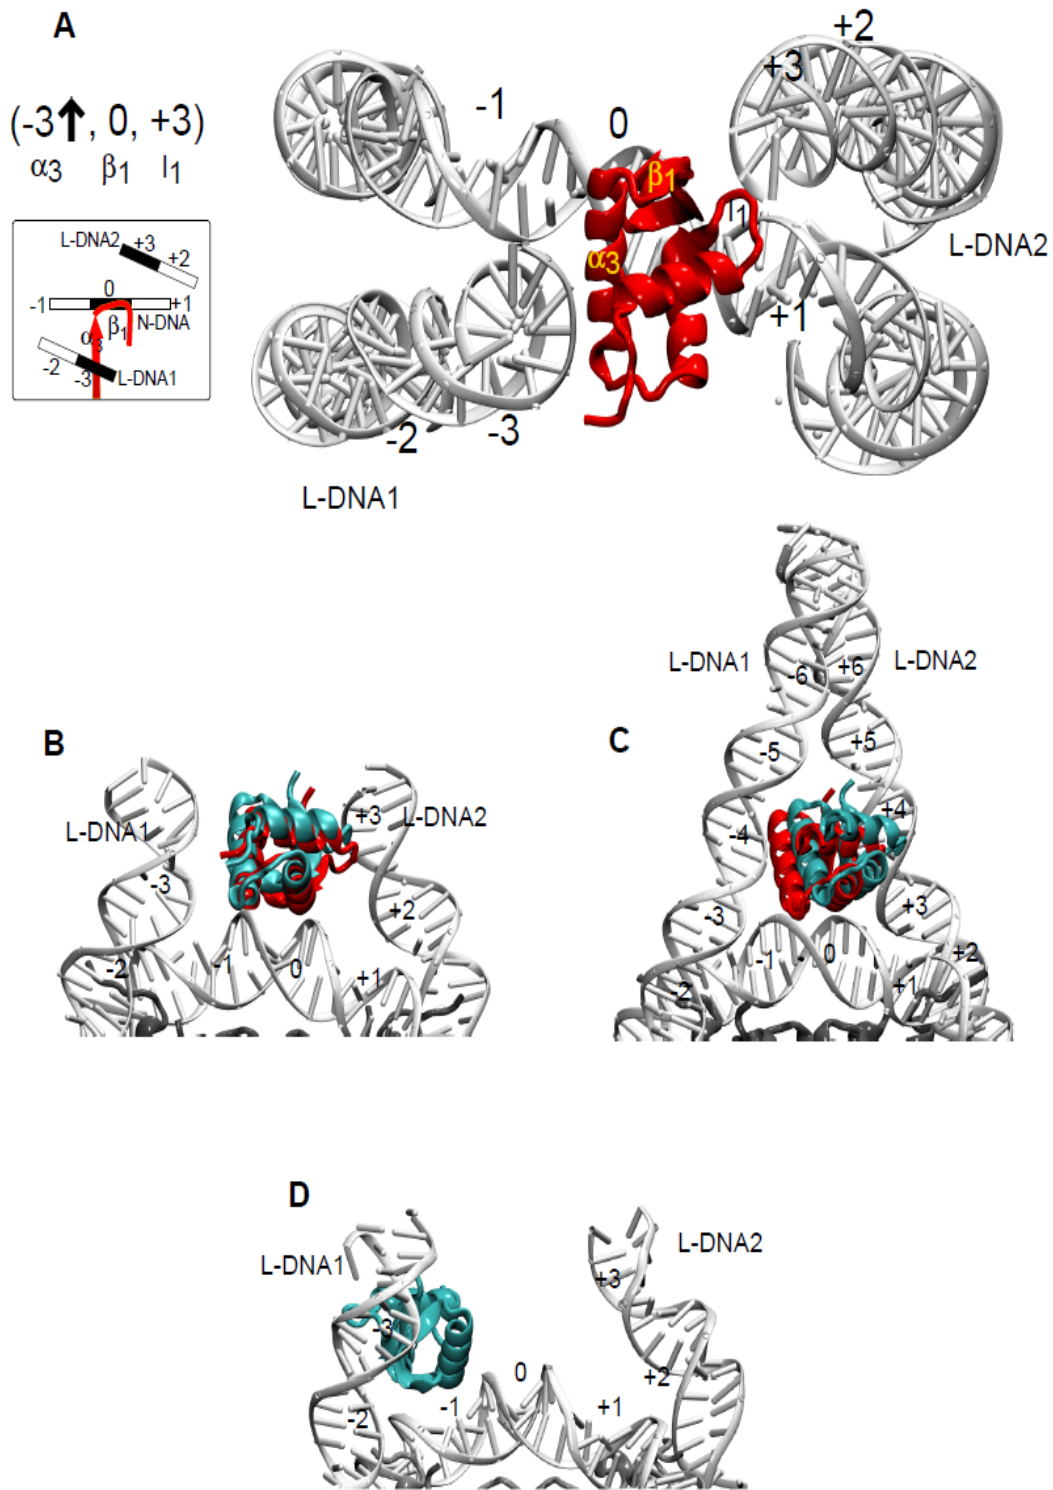 A
(-3↑, 0, +3)
α3 β1 l1
L-DNA2 +3
+2
0
-1 +1
β1 N-DNA
α3
-2 -3 L-DNA1
-1 0 +2
+3
β1
l1
α3
L-DNA2
+1
-2 -3
L-DNA1
B
L-DNA1 +3 L-DNA2
-3
+2
-2 -1 0 +1
C
L-DNA1 -6 +6 L-DNA2
-5 +5
-4 +4
-3 +3
-1 0 +2
-2 +1
D
L-DNA1 L-DNA2
+3
-3
0 +2
-2 -1 +1